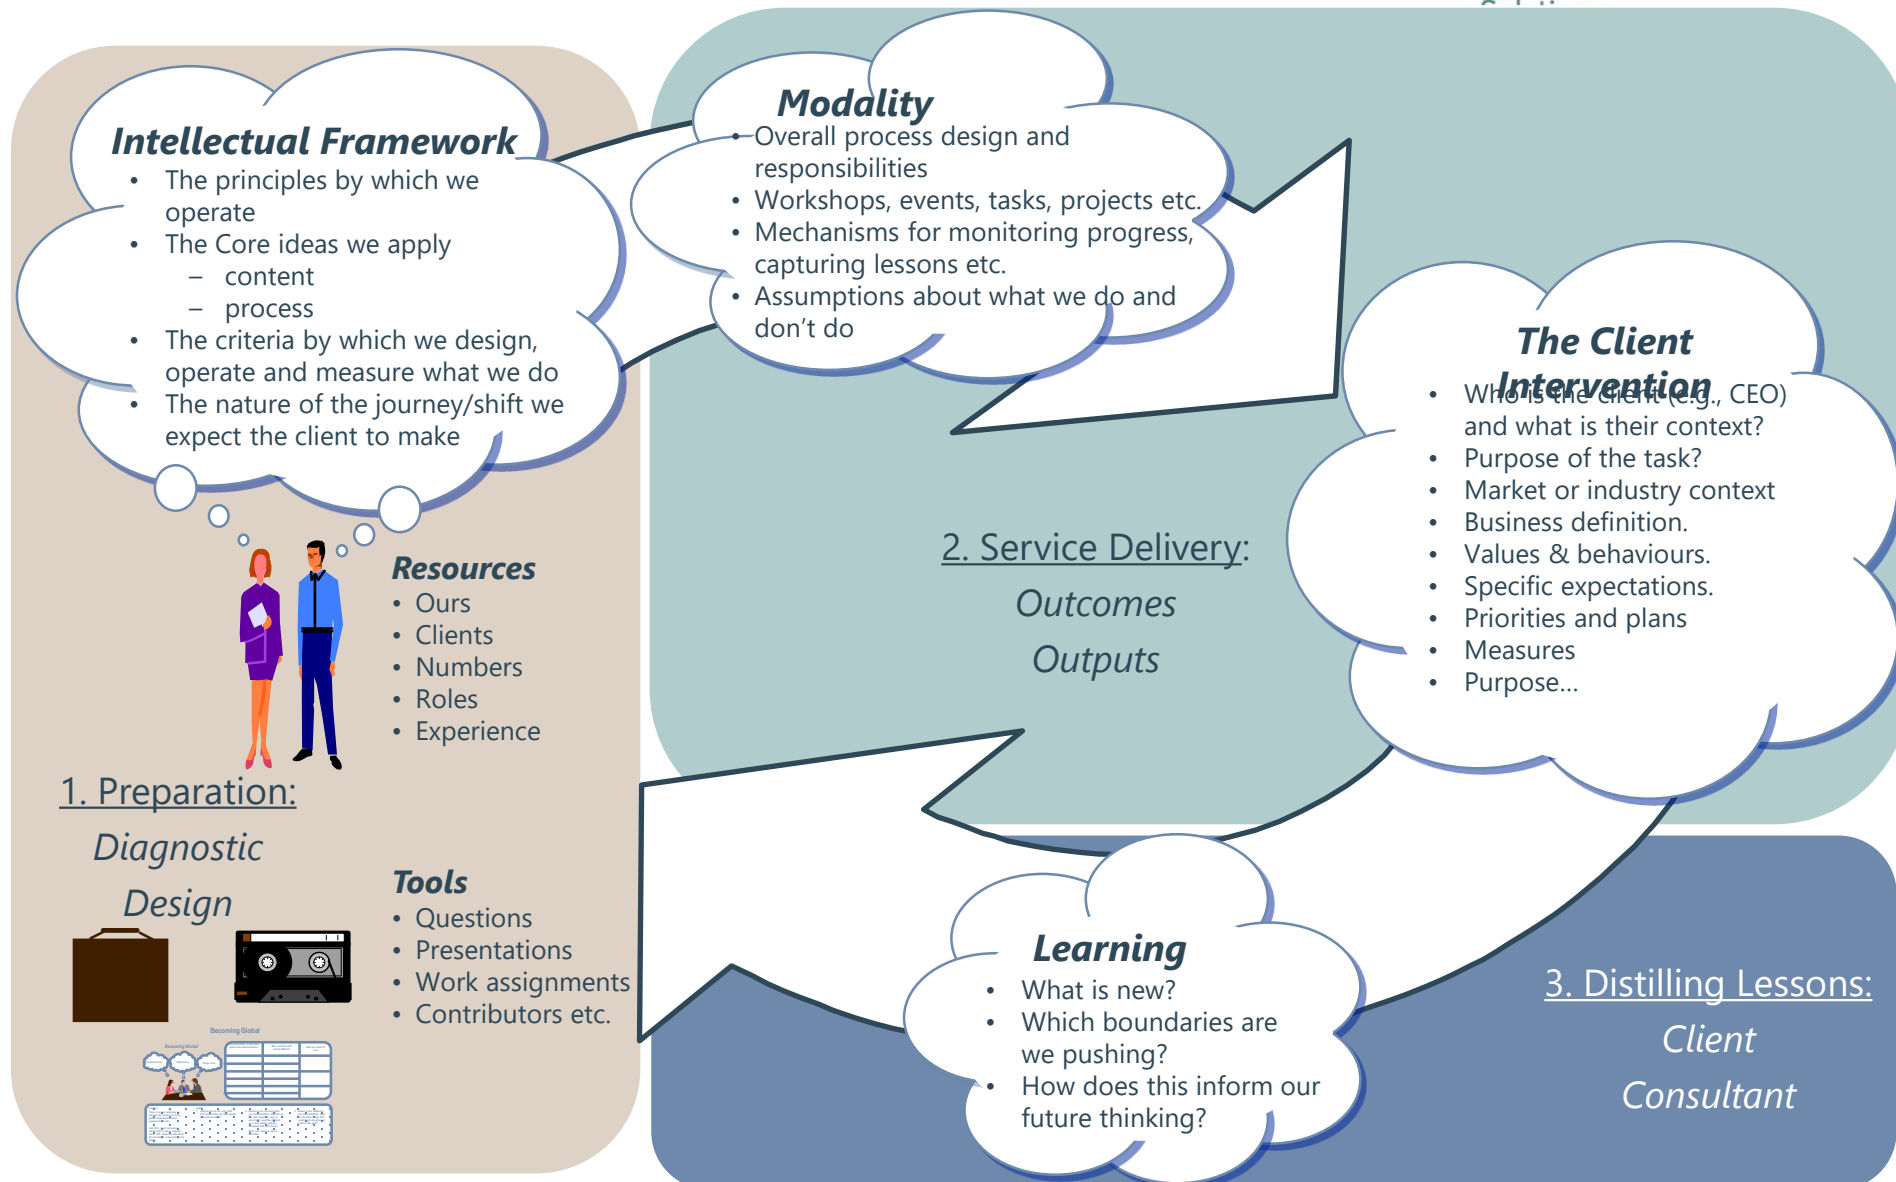 Intellectual Framework
• The principles by which we
operate
• The Core ideas we apply
– content
– process
• The criteria by which we design,
operate and measure what we do
• The nature of the journey/shift we
expect the client to make
Modality
• Overall process design and
responsibilities
• Workshops, events, tasks, projects etc.
• Mechanisms for monitoring progress,
capturing lessons etc.
• Assumptions about what we do and
don't do
The Client
Intervention
• Who is the client (e.g., CEO)
and what is their context?
• Purpose of the task?
• Market or industry context
• Business definition.
• Values & behaviours.
• Specific expectations.
• Priorities and plans
• Measures
• Purpose...
Resources
• Ours
• Clients
• Numbers
• Roles
• Experience
2. Service Delivery:
Outcomes
Outputs
1. Preparation:
Diagnostic
Design
Tools
• Questions
• Presentations
• Work assignments
• Contributors etc.
Becoming Global
Becoming Global
Learning
• What is new?
• Which boundaries are
we pushing?
• How does this inform our
future thinking?
3. Distilling Lessons:
Client
Consultant